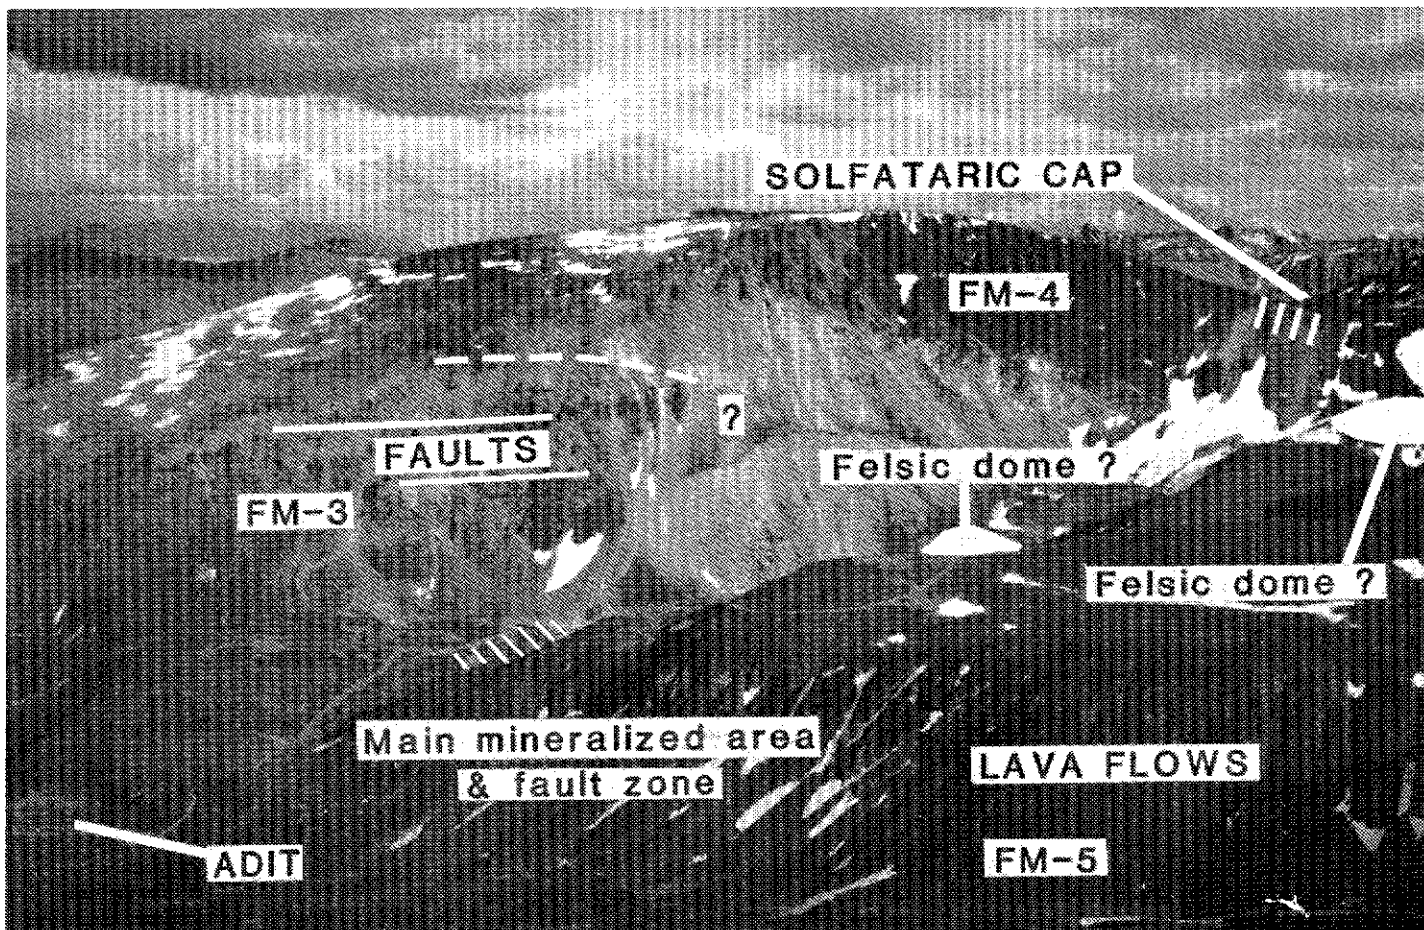 SOLFATARIC CAP
FM-4
?
FAULTS
Felsic dome ?
FM-3
Felsic dome ?
Main mineralized area
& fault zone
LAVA FLOWS
ADIT
FM-5